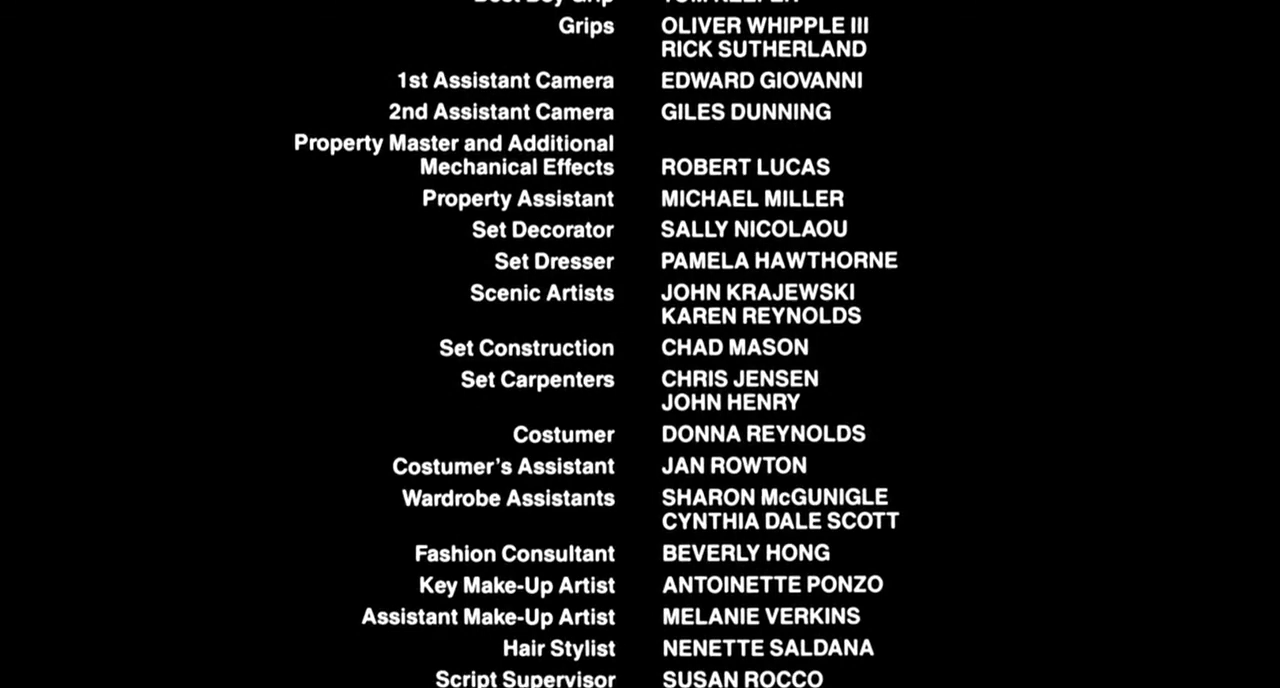 Best Boy Grip
Grips OLIVER WHIPPLE III
RICK SUTHERLAND
1st Assistant Camera EDWARD GIOVANNI
2nd Assistant Camera GILES DUNNING
Property Master and Additional
Mechanical Effects ROBERT LUCAS
Property Assistant MICHAEL MILLER
Set Decorator SALLY NICOLAOU
Set Dresser PAMELA HAWTHORNE
Scenic Artists JOHN KRAJEWSKI
KAREN REYNOLDS
Set Construction CHAD MASON
Set Carpenters CHRIS JENSEN
JOHN HENRY
Costumer DONNA REYNOLDS
Costumer's Assistant JAN ROWTON
Wardrobe Assistants SHARON McGUNIGLE
CYNTHIA DALE SCOTT
Fashion Consultant BEVERLY HONG
Key Make-Up Artist ANTOINETTE PONZO
Assistant Make-Up Artist MELANIE VERKINS
Hair Stylist NENETTE SALDANA
Script Supervisor SUSAN ROCCO